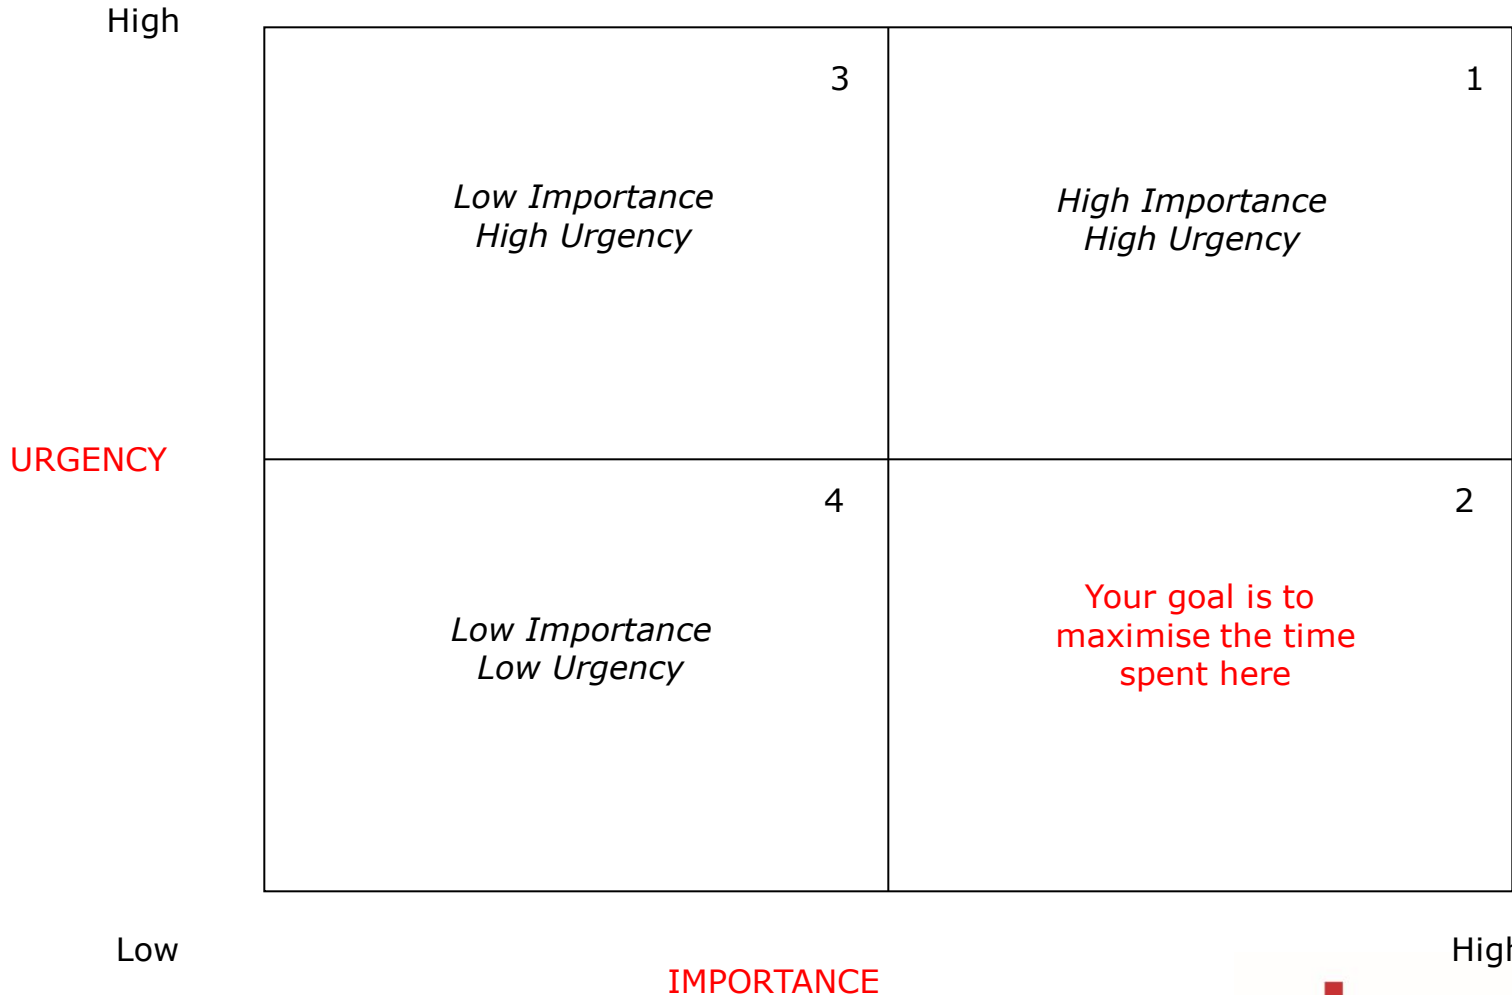 High
3
1
Low Importance
High Urgency
High Importance
High Urgency
URGENCY
4
2
Low Importance
Low Urgency
Your goal is to
maximise the time
spent here
Low
High
IMPORTANCE